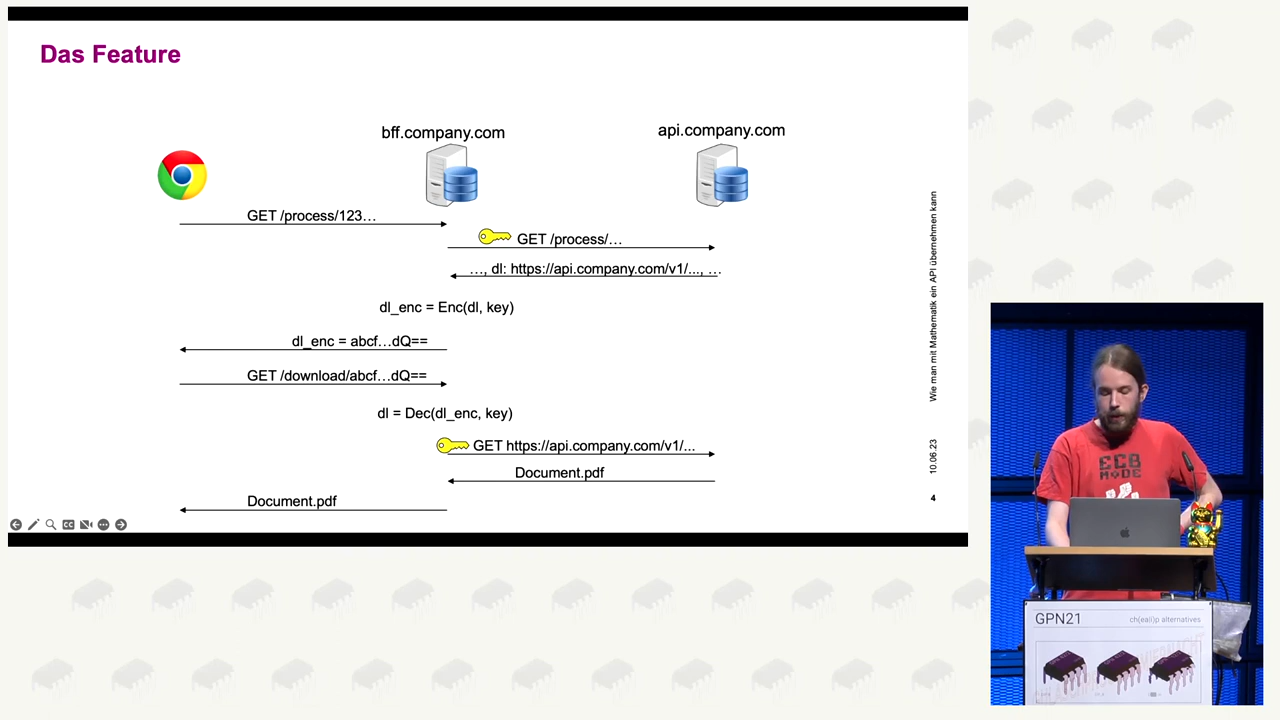 Das Feature
bff.company.com
api.company.com
GET /process/123…
GET /process/…
…, dl: https://api.company.com/v1/..., …
dl_enc = Enc(dl, key)
dl_enc = abcf…dQ==
GET /download/abcf…dQ==
dl = Dec(dl_enc, key)
GET https://api.company.com/v1/...
Document.pdf
Document.pdf
Wie man mit Mathematik ein API übernehmen kann
10.06.23
4
CC
ECB
MODE
GPN21
ch(ea(i)p alternatives